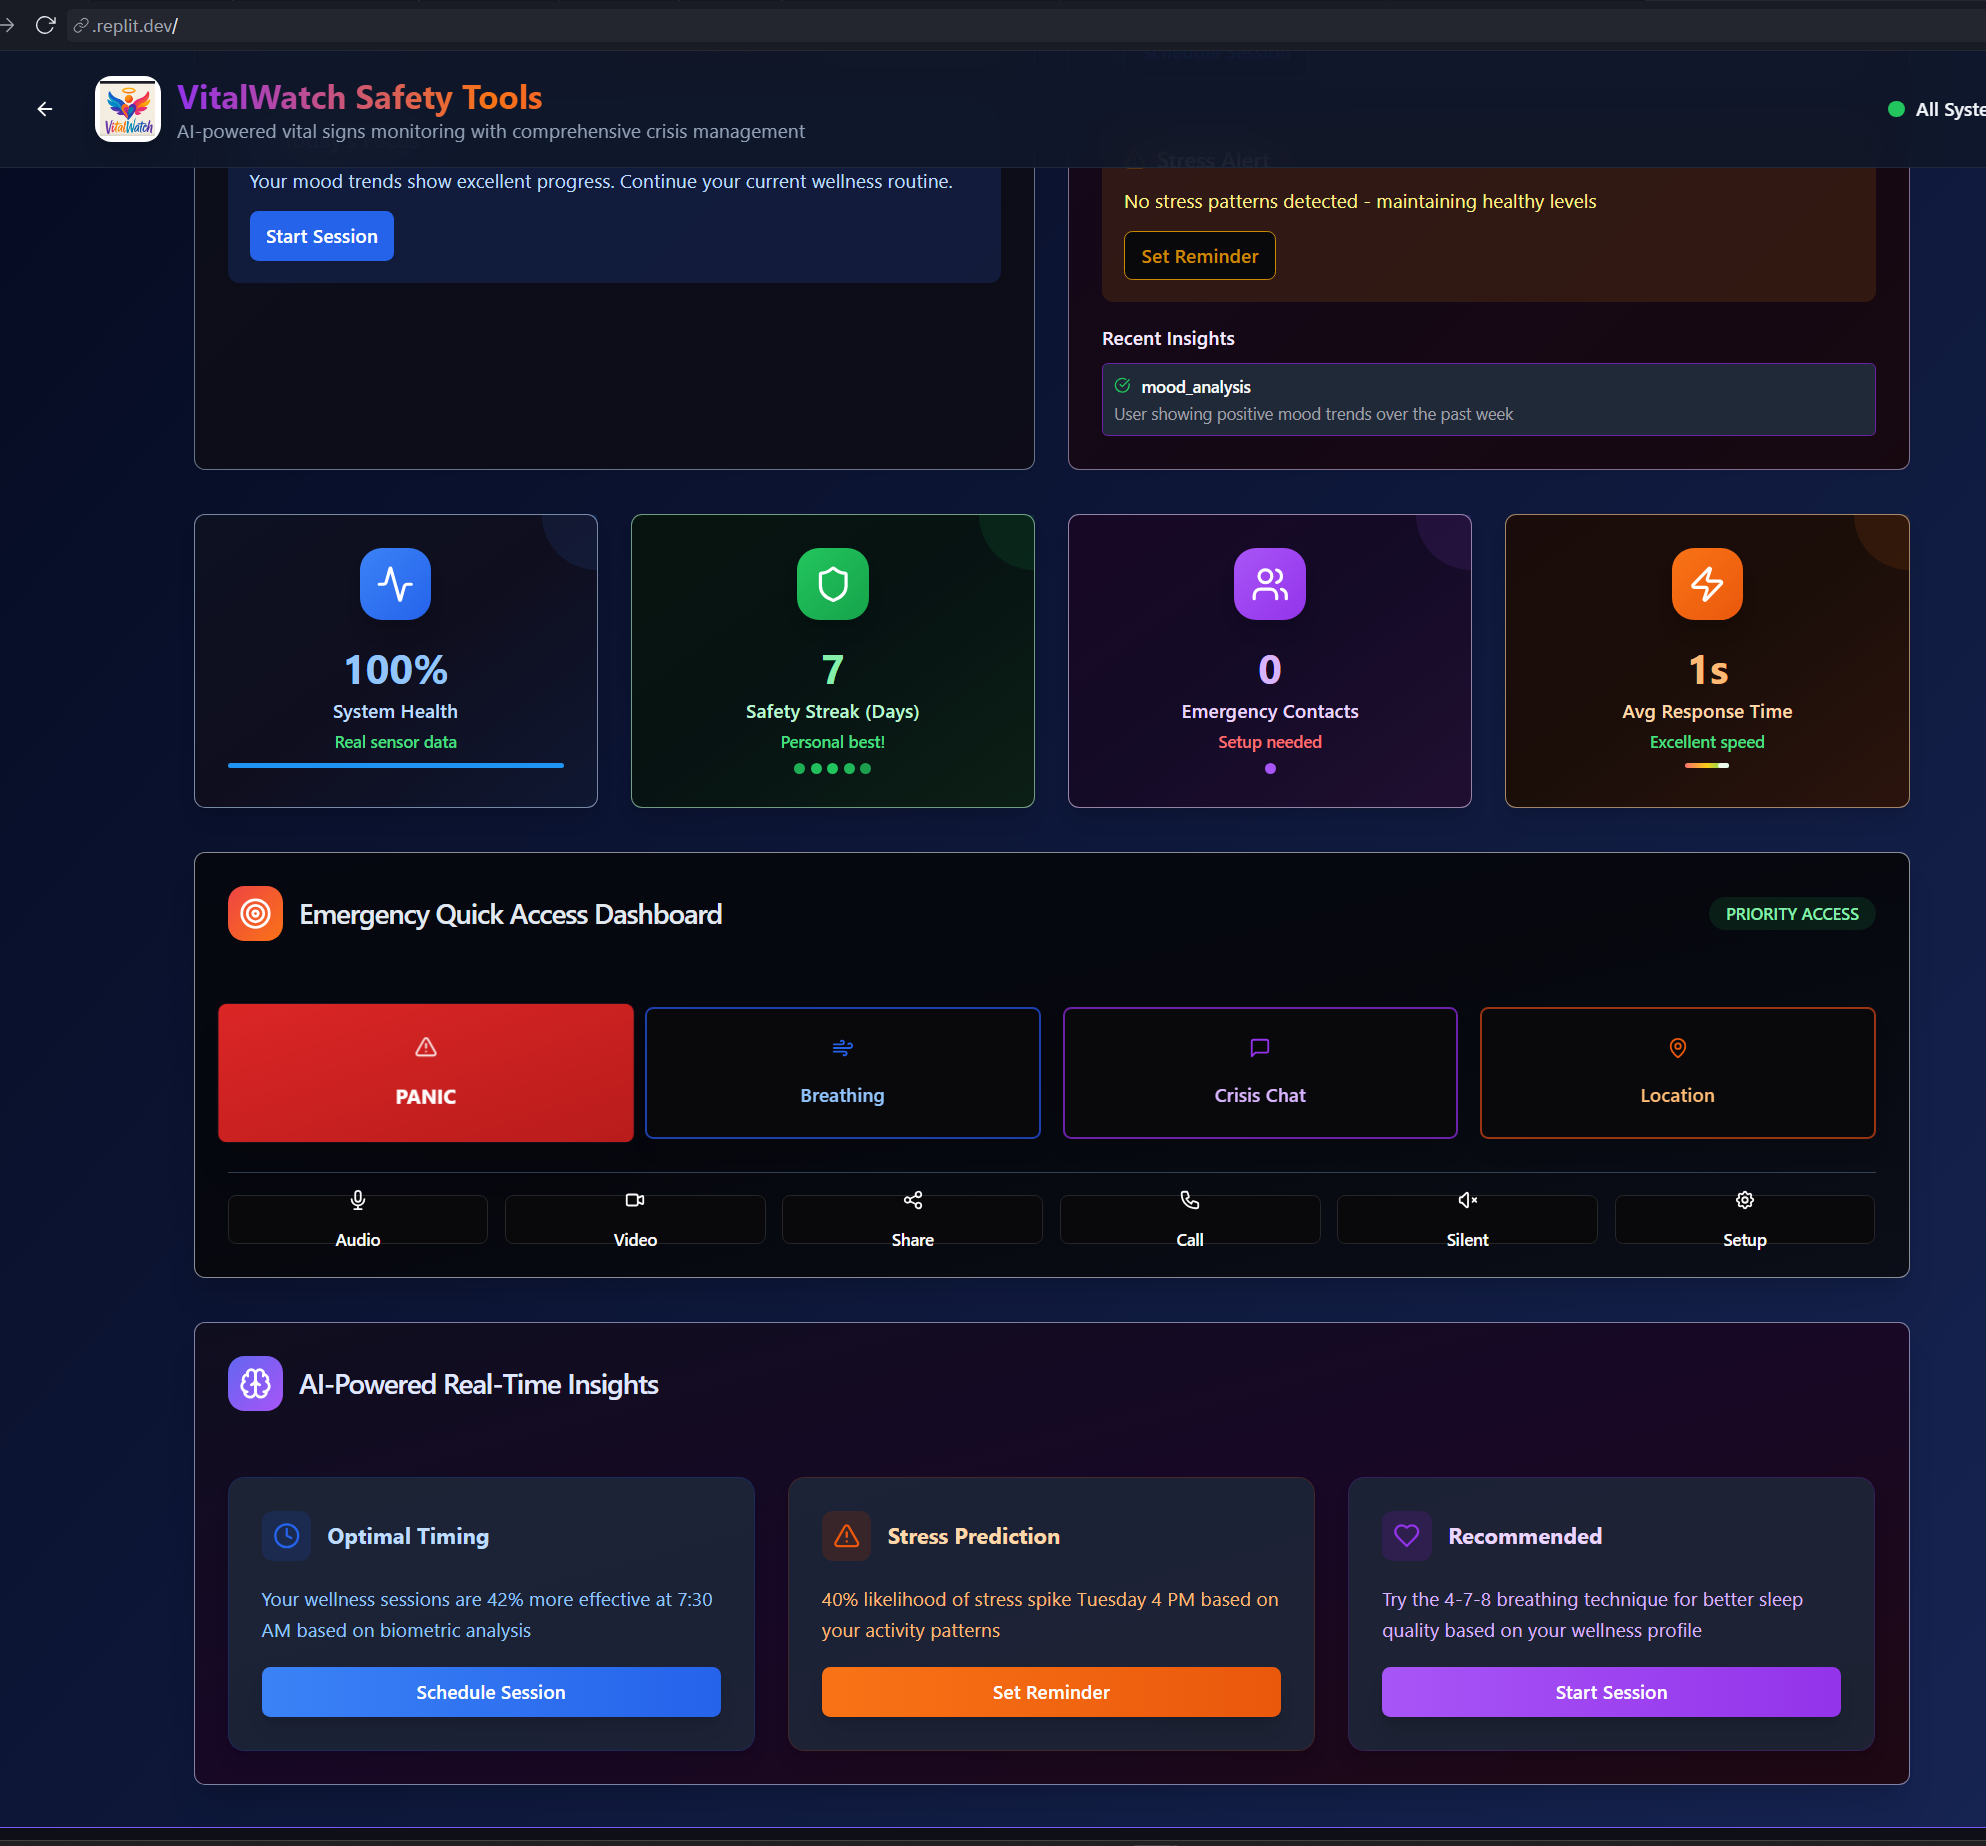 .replit.dev/
VitalWatch Safety Tools
AI-powered vital signs monitoring with comprehensive crisis management
VitalWatch
All Syste
Your mood trends show excellent progress. Continue your current wellness routine.
Start Session
Stress Alert
No stress patterns detected - maintaining healthy levels
Set Reminder
Recent Insights
mood_analysis
User showing positive mood trends over the past week
100%
System Health
Real sensor data
7
Safety Streak (Days)
Personal best!
0
Emergency Contacts
Setup needed
1s
Avg Response Time
Excellent speed
Emergency Quick Access Dashboard
PRIORITY ACCESS
PANIC
Breathing
Crisis Chat
Location
Audio
Video
Share
Call
Silent
Setup
AI-Powered Real-Time Insights
Optimal Timing
Your wellness sessions are 42% more effective at 7:30
AM based on biometric analysis
Schedule Session
Stress Prediction
40% likelihood of stress spike Tuesday 4 PM based on
your activity patterns
Set Reminder
Recommended
Try the 4-7-8 breathing technique for better sleep
quality based on your wellness profile
Start Session